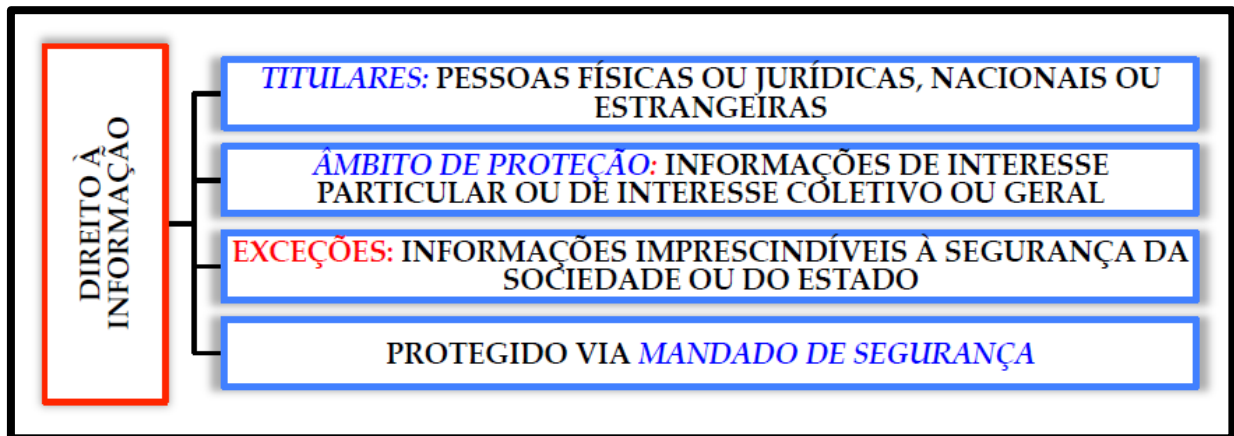 DIREITO À
INFORMAÇÃO
TITULARES: PESSOAS FÍSICAS OU JURÍDICAS, NACIONAIS OU
ESTRANGEIRAS
ÂMBITO DE PROTEÇÃO: INFORMAÇÕES DE INTERESSE
PARTICULAR OU DE INTERESSE COLETIVO OU GERAL
EXCEÇÕES: INFORMAÇÕES IMPRESCINDÍVEIS À SEGURANÇA DA
SOCIEDADE OU DO ESTADO
PROTEGIDO VIA MANDADO DE SEGURANÇA